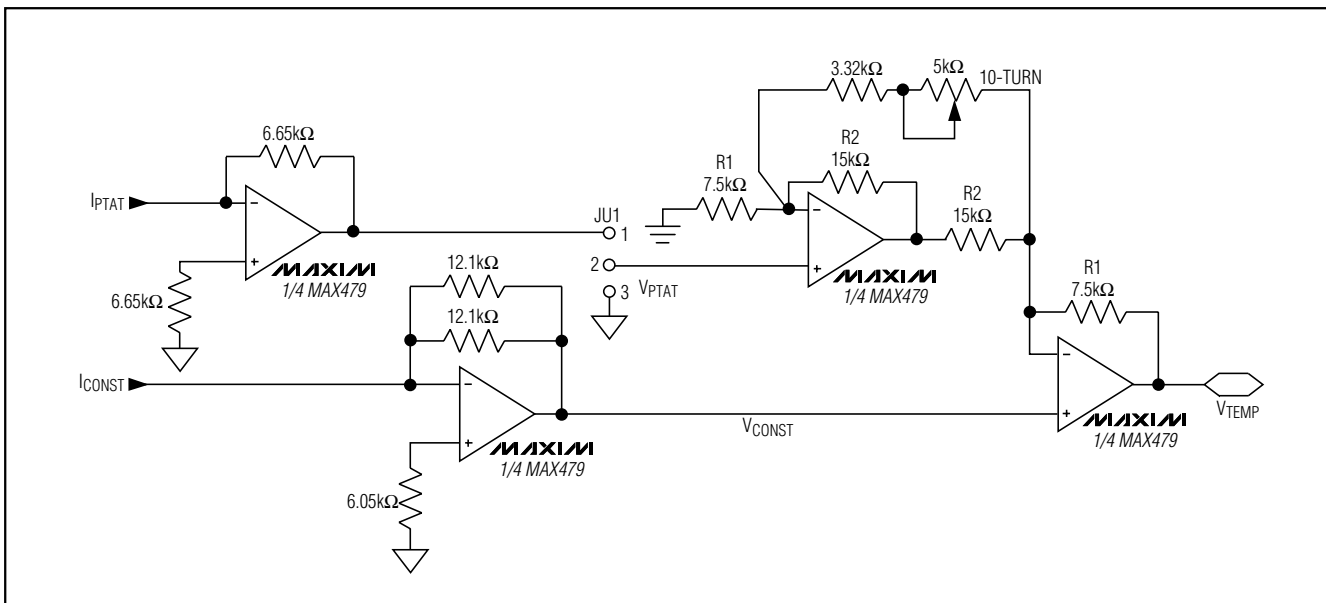 3.32kΩ
5kΩ
10-TURN
6.65kΩ
R1
7.5kΩ
R2
15kΩ
IPTAT
−
+
MAXIM
1/4 MAX479
JU1
1
2
3
VPTAT
−
+
MAXIM
1/4 MAX479
R2
15kΩ
6.65kΩ
12.1kΩ
12.1kΩ
R1
7.5kΩ
ICONST
−
+
MAXIM
1/4 MAX479
VCONST
−
+
MAXIM
1/4 MAX479
VTEMP
6.05kΩ